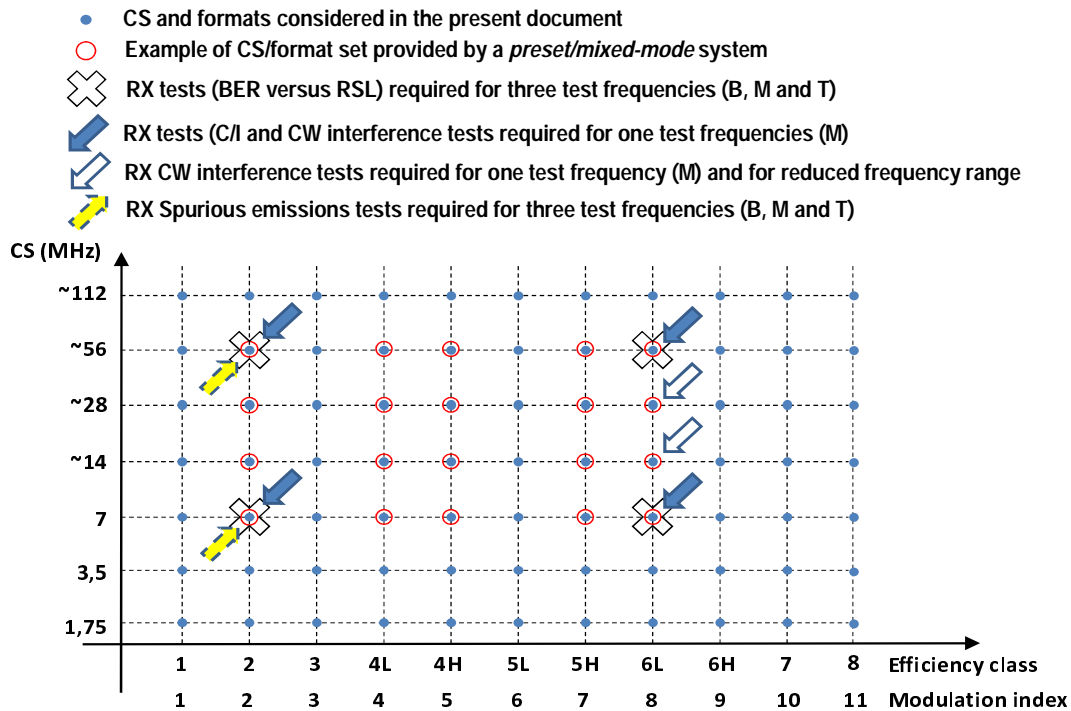 CS and formats considered in the present document
Example of CS/format set provided by a preset/mixed-mode system
RX tests (BER versus RSL) required for three test frequencies (B, M and T)
RX tests (C/I and CW interference tests required for one test frequencies (M)
RX CW interference tests required for one test frequency (M) and for reduced frequency range
RX Spurious emissions tests required for three test frequencies (B, M and T)
CS (MHz)
~112
~56
~28
~14
7
3,5
1,75
1 2 3 4L 4H 5L 5H 6L 6H 7 8 Efficiency class
1 2 3 4 5 6 7 8 9 10 11 Modulation index